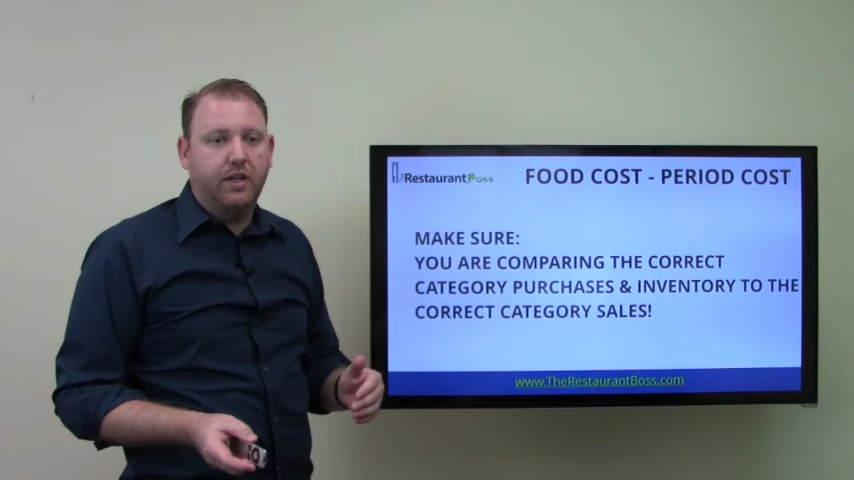 TheRestaurantBoss
FOOD COST - PERIOD COST
MAKE SURE:
YOU ARE COMPARING THE CORRECT
CATEGORY PURCHASES & INVENTORY TO THE
CORRECT CATEGORY SALES!
www.TheRestaurantBoss.com